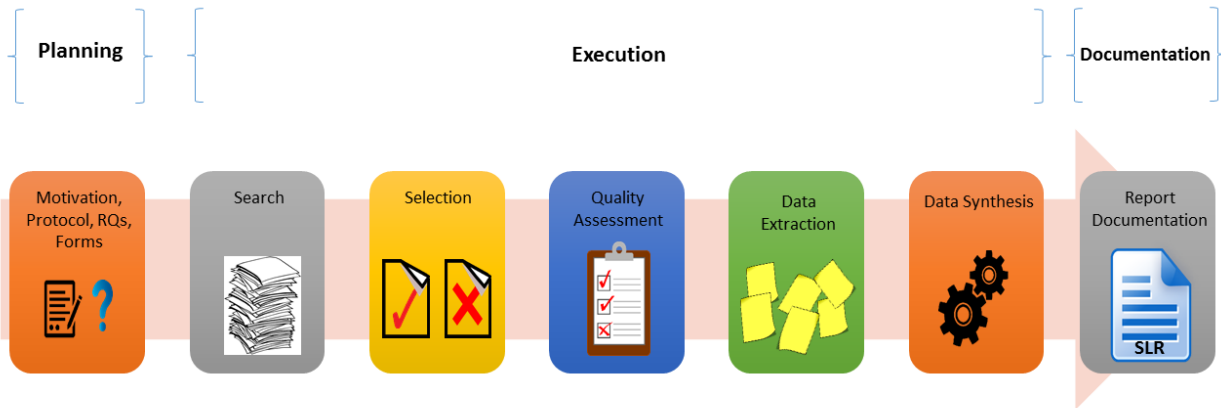 Planning
Execution
Documentation
Motivation,
Protocol, RQs,
Forms
Search
Selection
Quality
Assessment
Data
Extraction
Data Synthesis
Report
Documentation
SLR